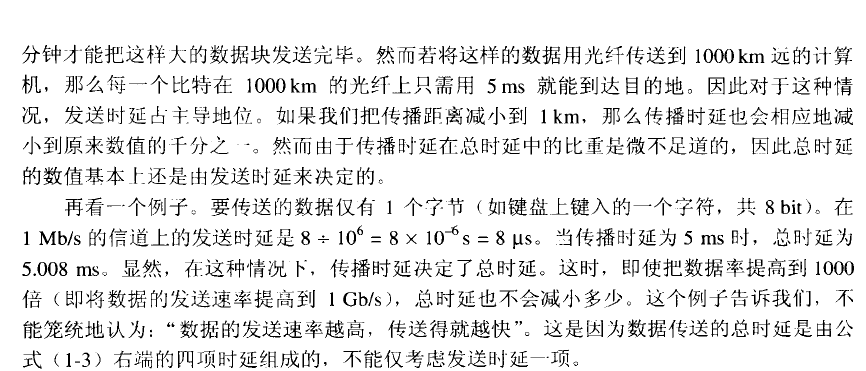 分钟才能把这样大的数据块发送完毕。然而若将这样的数据用光纤传送到 1000 km 远的计算
机，那么每一个比特在 1000 km 的光纤上只需用 5 ms 就能到达目的地。因此对于这种情
况，发送时延占主导地位。如果我们把传播距离减小到 1 km，那么传播时延也会相应地减
小到原来数值的千分之一。然而由于传播时延在总时延中的比重是微不足道的，因此总时延
的数值基本上还是由发送时延来决定的。
再看一个例子。要传送的数据仅有 1 个字节（如键盘上键入的一个字符，共 8 bit）。在
1 Mb/s 的信道上的发送时延是 8 ÷ 10⁶ = 8 × 10⁻⁶ s = 8 μs。当传播时延为 5 ms 时，总时延为
5.008 ms。显然，在这种情况下，传播时延决定了总时延。这时，即使把数据率提高到 1000
倍（即将数据的发送速率提高到 1 Gb/s），总时延也不会减小多少。这个例子告诉我们，不
能笼统地认为：“数据的发送速率越高，传送得就越快”。这是因为数据传送的总时延是由公
式（1-3）右端的四项时延组成的，不能仅考虑发送时延一项。